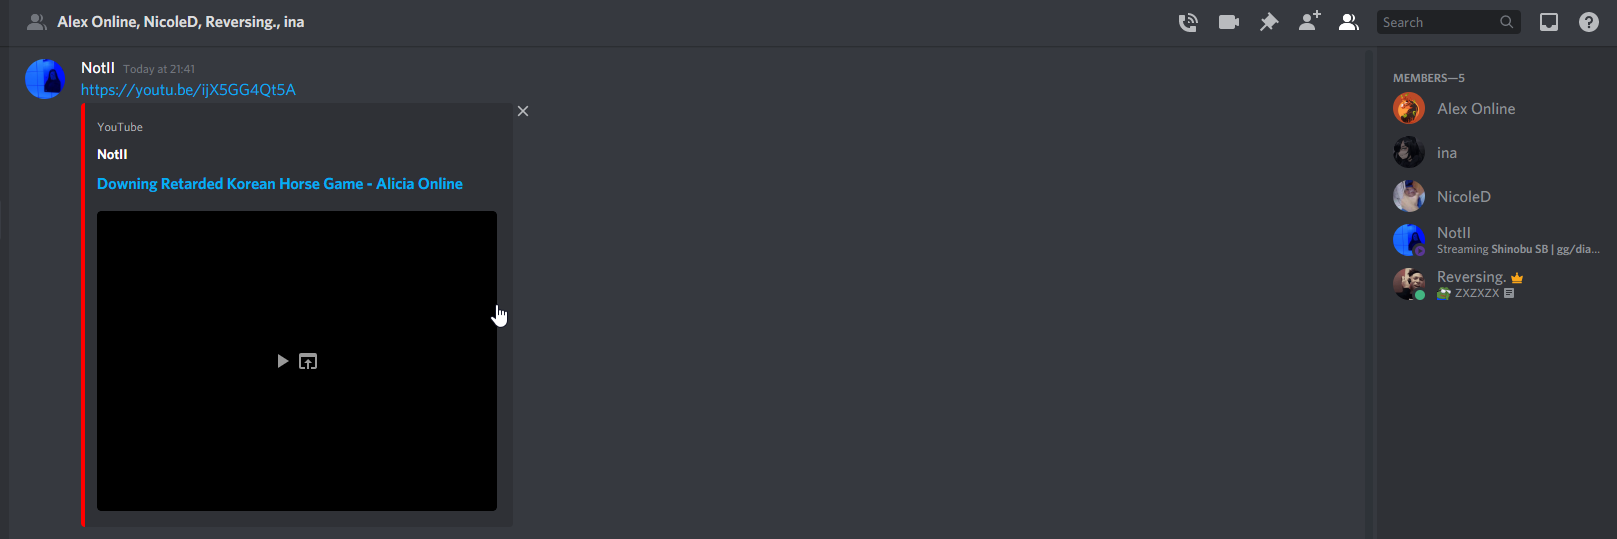 Alex Online, NicoleD, Reversing., ina
Search
NotII Today at 21:41
https://youtu.be/ijX5GG4Qt5A
YouTube
NotII
Downing Retarded Korean Horse Game - Alicia Online
MEMBERS—5
Alex Online
ina
NicoleD
NotII
Streaming Shinobu SB | gg/dia...
Reversing.
ZXZXZX